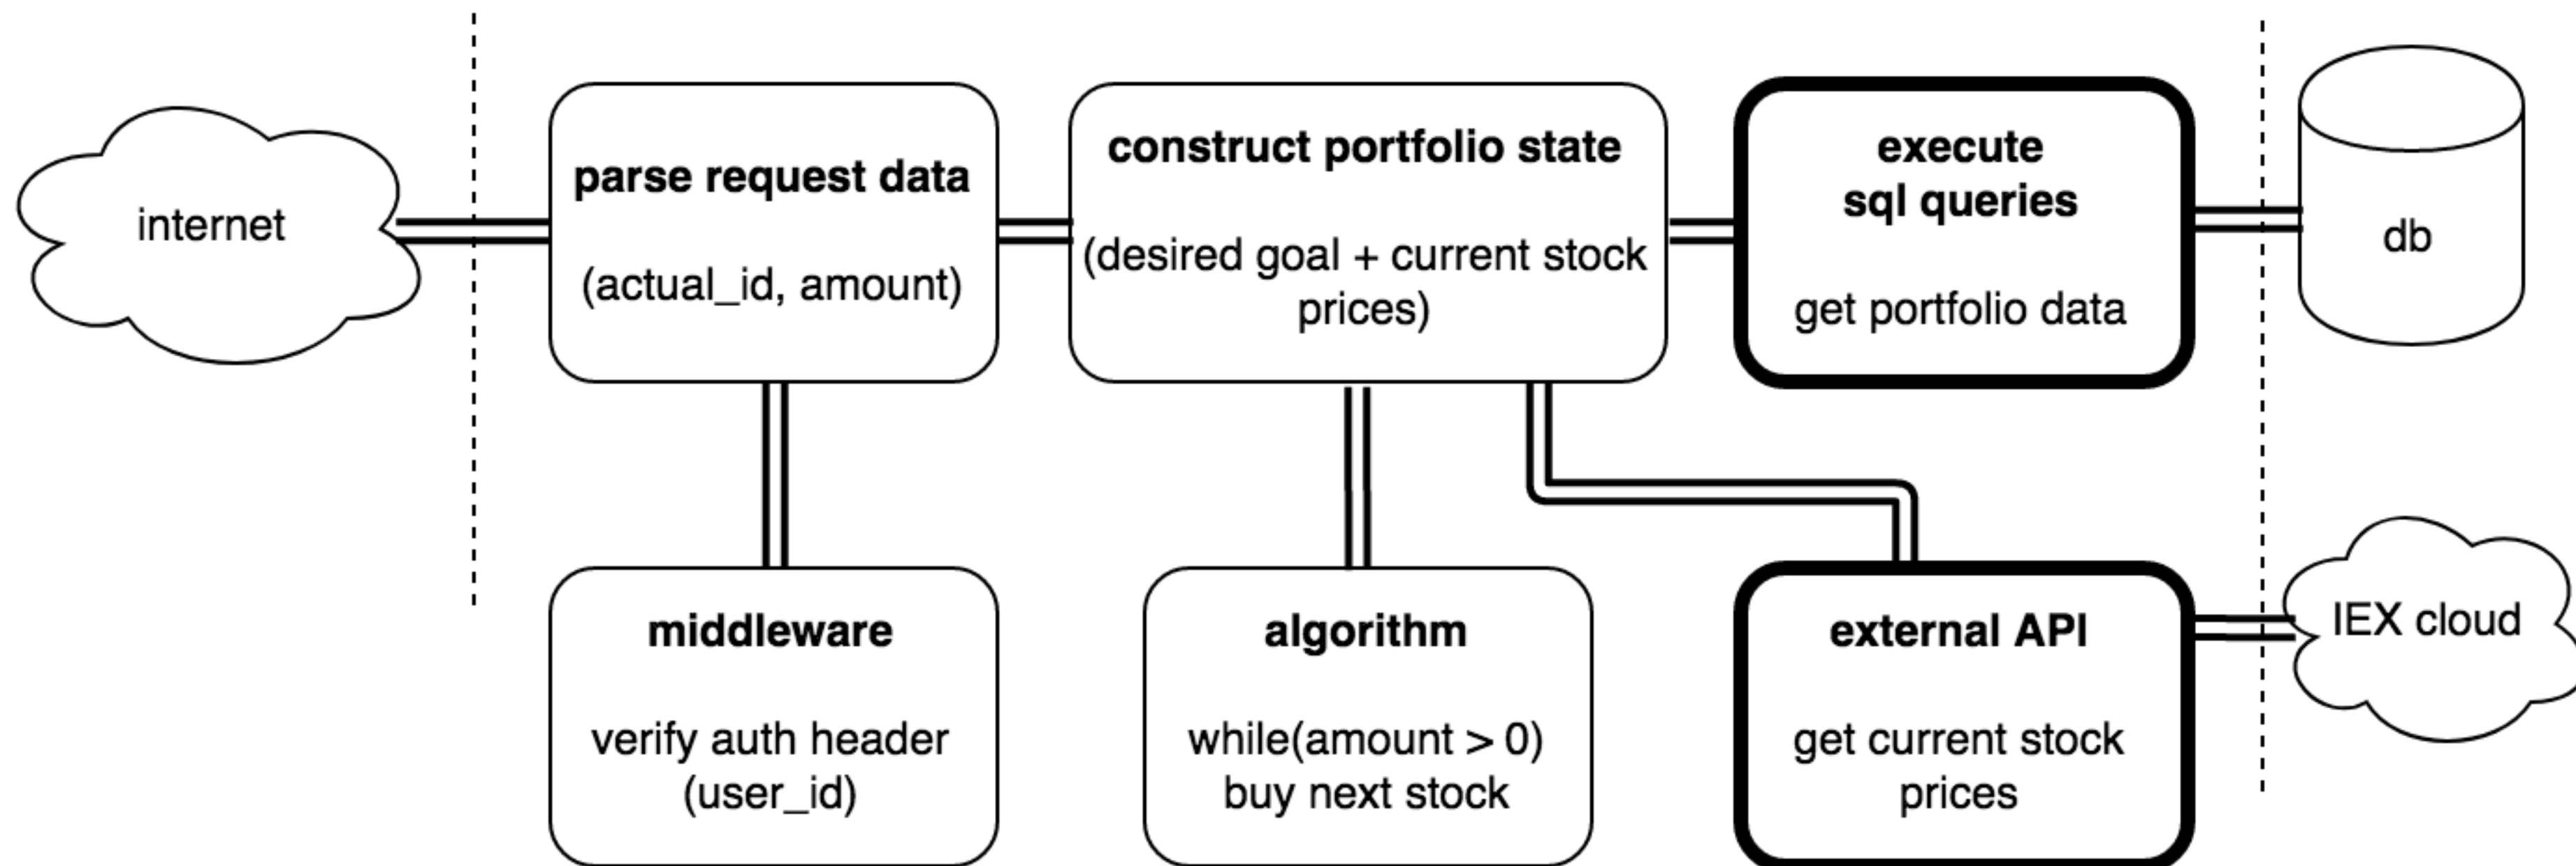 internet
parse request data
(actual_id, amount)
construct portfolio state
(desired goal + current stock
prices)
execute
sql queries
get portfolio data
db
middleware
verify auth header
(user_id)
algorithm
while(amount > 0)
buy next stock
external API
get current stock
prices
IEX cloud